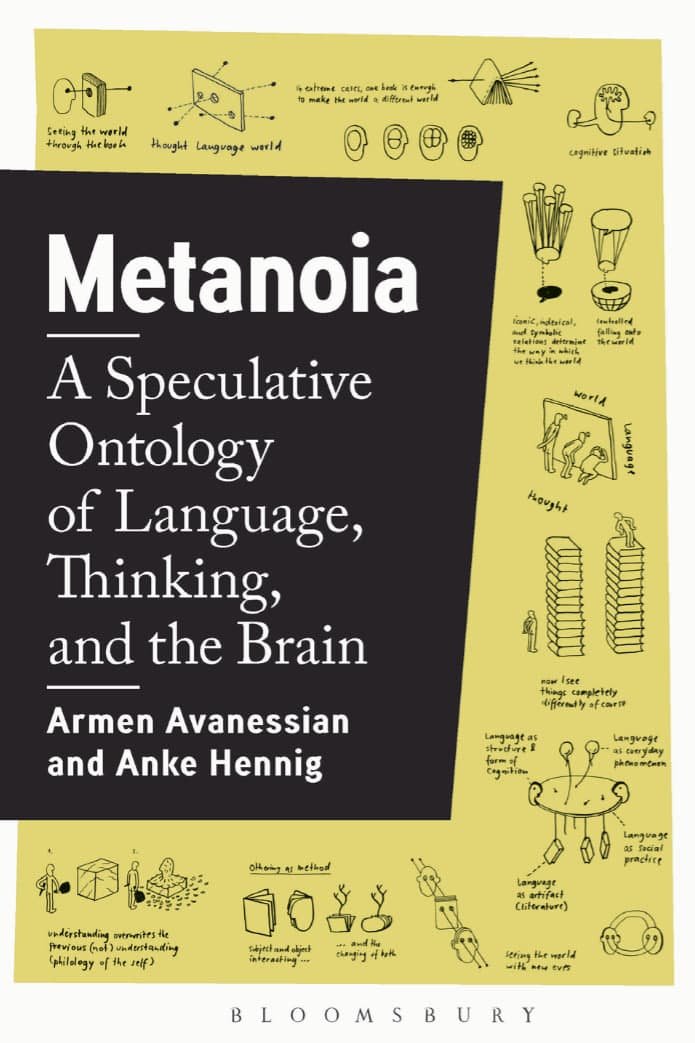 Seeing the world
through the book
thought Language world
in extreme cases, one book is enough
to make the world a different world
cognitive situation
Metanoia
A Speculative
Ontology
of Language,
Thinking,
and the Brain
Armen Avanessian
and Anke Hennig
iconic, indexical,
and symbolic
relations determine
the way in which
we think the world
controlled
falling onto
the world
world
Language
thought
now I see
things completely
differently of course
Language as
structure &
form of
Cognition
Language
as everyday
phenomenon
Language
as social
practice
Language
as artifact
(literature)
1.
2.
understanding overwrites the
previous (not) understanding
(philology of the self)
Othering as method
Subject and object
interacting ...
... and the
changing of both
seeing the world
with new eyes
BLOOMSBURY